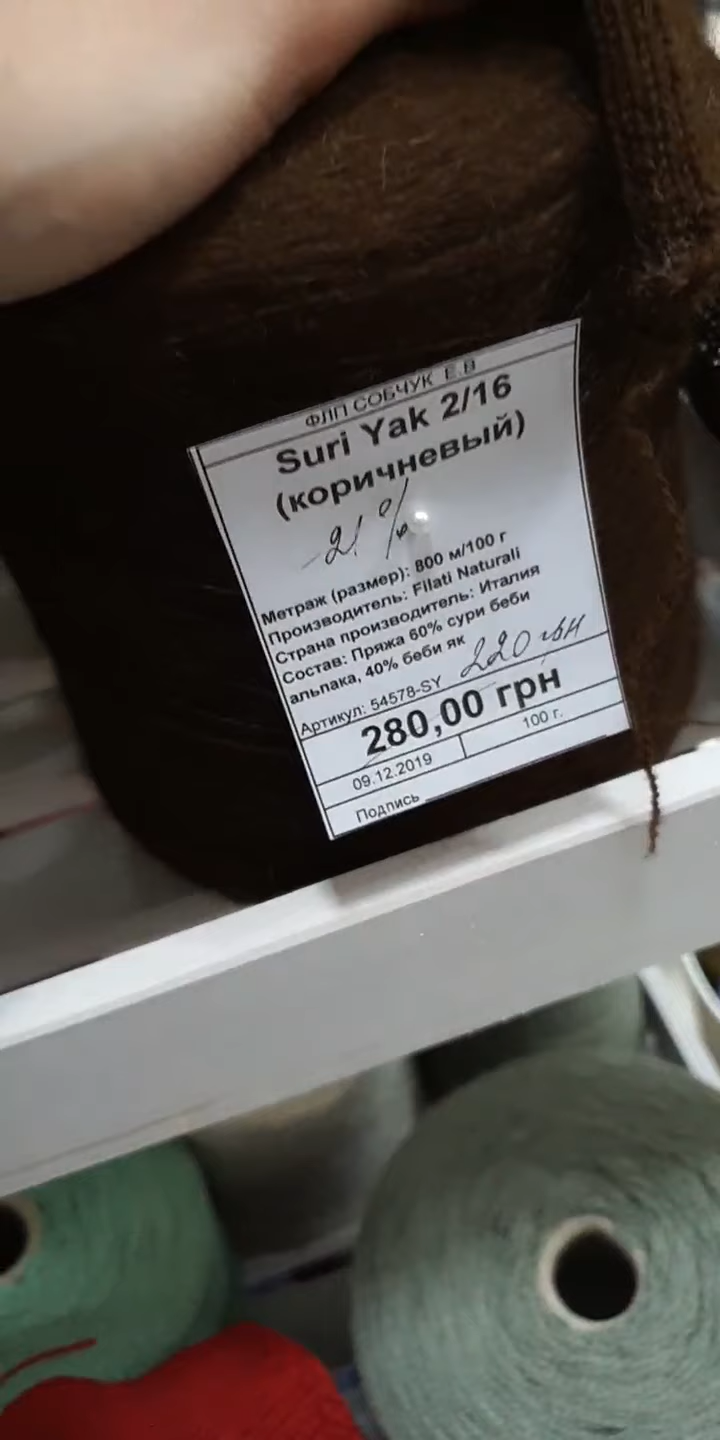 ФЛП СОБЧУК Е.В
Suri Yak 2/16
(коричневый)
-21%
Метраж (размер): 800 м/100 г
Производитель: Filati Naturali
Страна производитель: Италия
Состав: Пряжа 60% сури беби
альпака, 40% беби як
220 грн
Артикул: 54578-SY
280,00 грн
09.12.2019
100 г.
Подпись